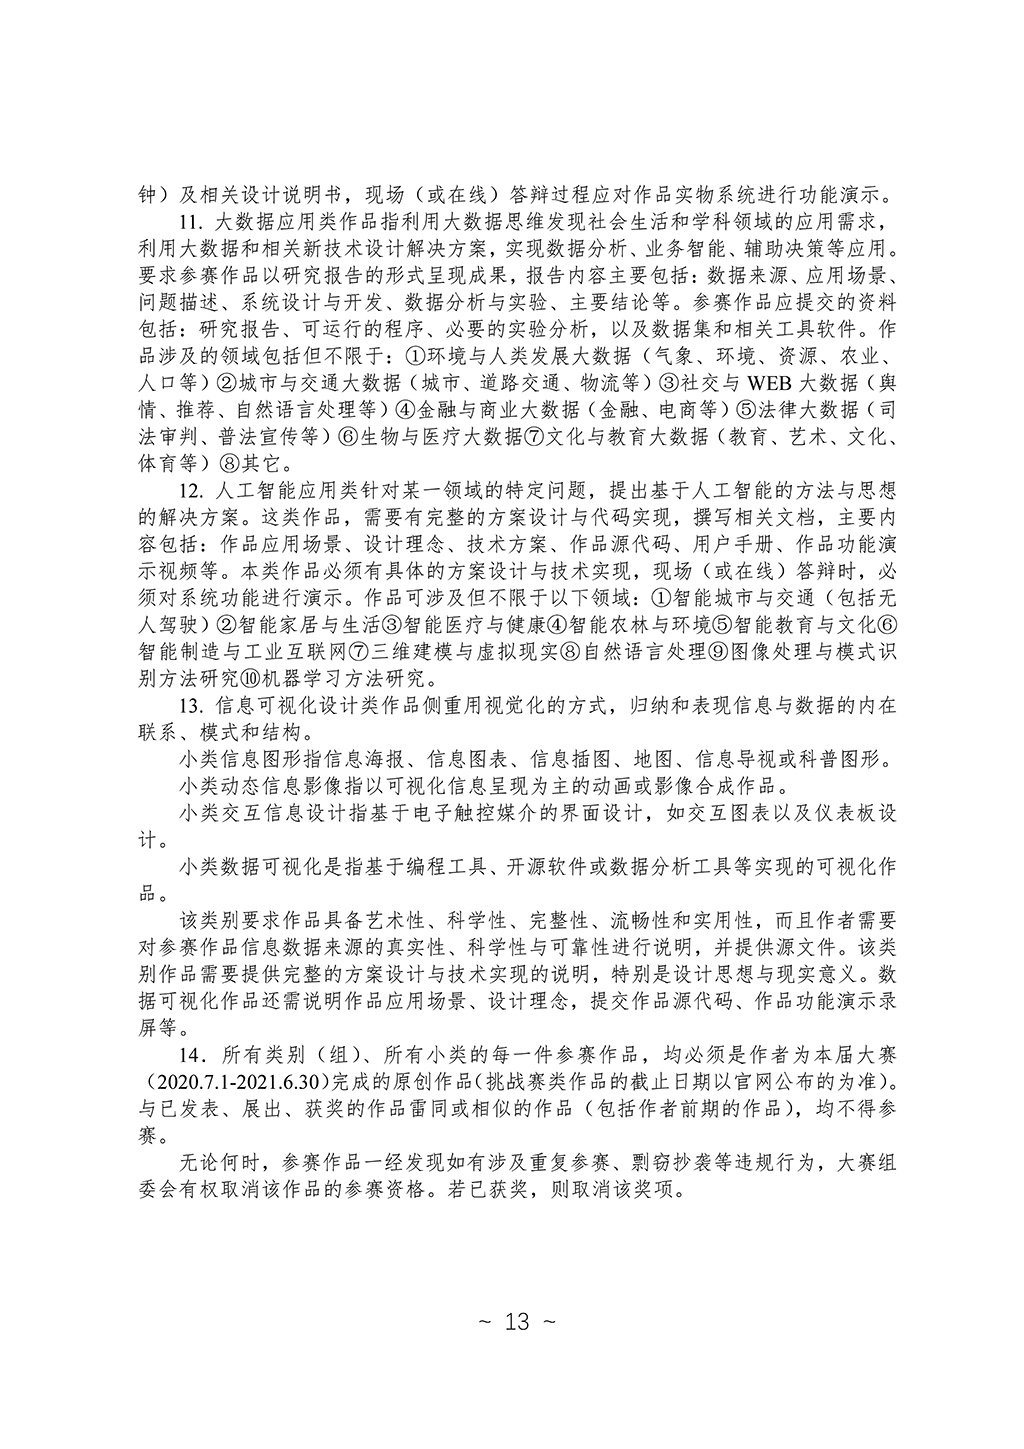 钟）及相关设计说明书，现场（或在线）答辩过程应对作品实物系统进行功能演示。
11. 大数据应用类作品指利用大数据思维发现社会生活和学科领域的应用需求，
利用大数据和相关新技术设计解决方案，实现数据分析、业务智能、辅助决策等应用。
要求参赛作品以研究报告的形式呈现成果，报告内容主要包括：数据来源、应用场景、
问题描述、系统设计与开发、数据分析与实验、主要结论等。参赛作品应提交的资料
包括：研究报告、可运行的程序、必要的实验分析，以及数据集和相关工具软件。作
品涉及的领域包括但不限于：①环境与人类发展大数据（气象、环境、资源、农业、
人口等）②城市与交通大数据（城市、道路交通、物流等）③社交与 WEB 大数据（舆
情、推荐、自然语言处理等）④金融与商业大数据（金融、电商等）⑤法律大数据（司
法审判、普法宣传等）⑥生物与医疗大数据⑦文化与教育大数据（教育、艺术、文化、
体育等）⑧其它。
12. 人工智能应用类针对某一领域的特定问题，提出基于人工智能的方法与思想
的解决方案。这类作品，需要有完整的方案设计与代码实现，撰写相关文档，主要内
容包括：作品应用场景、设计理念、技术方案、作品源代码、用户手册、作品功能演
示视频等。本类作品必须有具体的方案设计与技术实现，现场（或在线）答辩时，必
须对系统功能进行演示。作品可涉及但不限于以下领域：①智能城市与交通（包括无
人驾驶）②智能家居与生活③智能医疗与健康④智能农林与环境⑤智能教育与文化⑥
智能制造与工业互联网⑦三维建模与虚拟现实⑧自然语言处理⑨图像处理与模式识
别方法研究⑩机器学习方法研究。
13. 信息可视化设计类作品侧重用视觉化的方式，归纳和表现信息与数据的内在
联系、模式和结构。
小类信息图形指信息海报、信息图表、信息插图、地图、信息导视或科普图形。
小类动态信息影像指以可视化信息呈现为主的动画或影像合成作品。
小类交互信息设计指基于电子触控媒介的界面设计，如交互图表以及仪表板设
计。
小类数据可视化是指基于编程工具、开源软件或数据分析工具等实现的可视化作
品。
该类别要求作品具备艺术性、科学性、完整性、流畅性和实用性，而且作者需要
对参赛作品信息数据来源的真实性、科学性与可靠性进行说明，并提供源文件。该类
别作品需要提供完整的方案设计与技术实现的说明，特别是设计思想与现实意义。数
据可视化作品还需说明作品应用场景、设计理念，提交作品源代码、作品功能演示录
屏等。
14．所有类别（组）、所有小类的每一件参赛作品，均必须是作者为本届大赛
（2020.7.1-2021.6.30）完成的原创作品（挑战赛类作品的截止日期以官网公布的为准）。
与已发表、展出、获奖的作品雷同或相似的作品（包括作者前期的作品），均不得参
赛。
无论何时，参赛作品一经发现如有涉及重复参赛、剽窃抄袭等违规行为，大赛组
委会有权取消该作品的参赛资格。若已获奖，则取消该奖项。
~ 13 ~